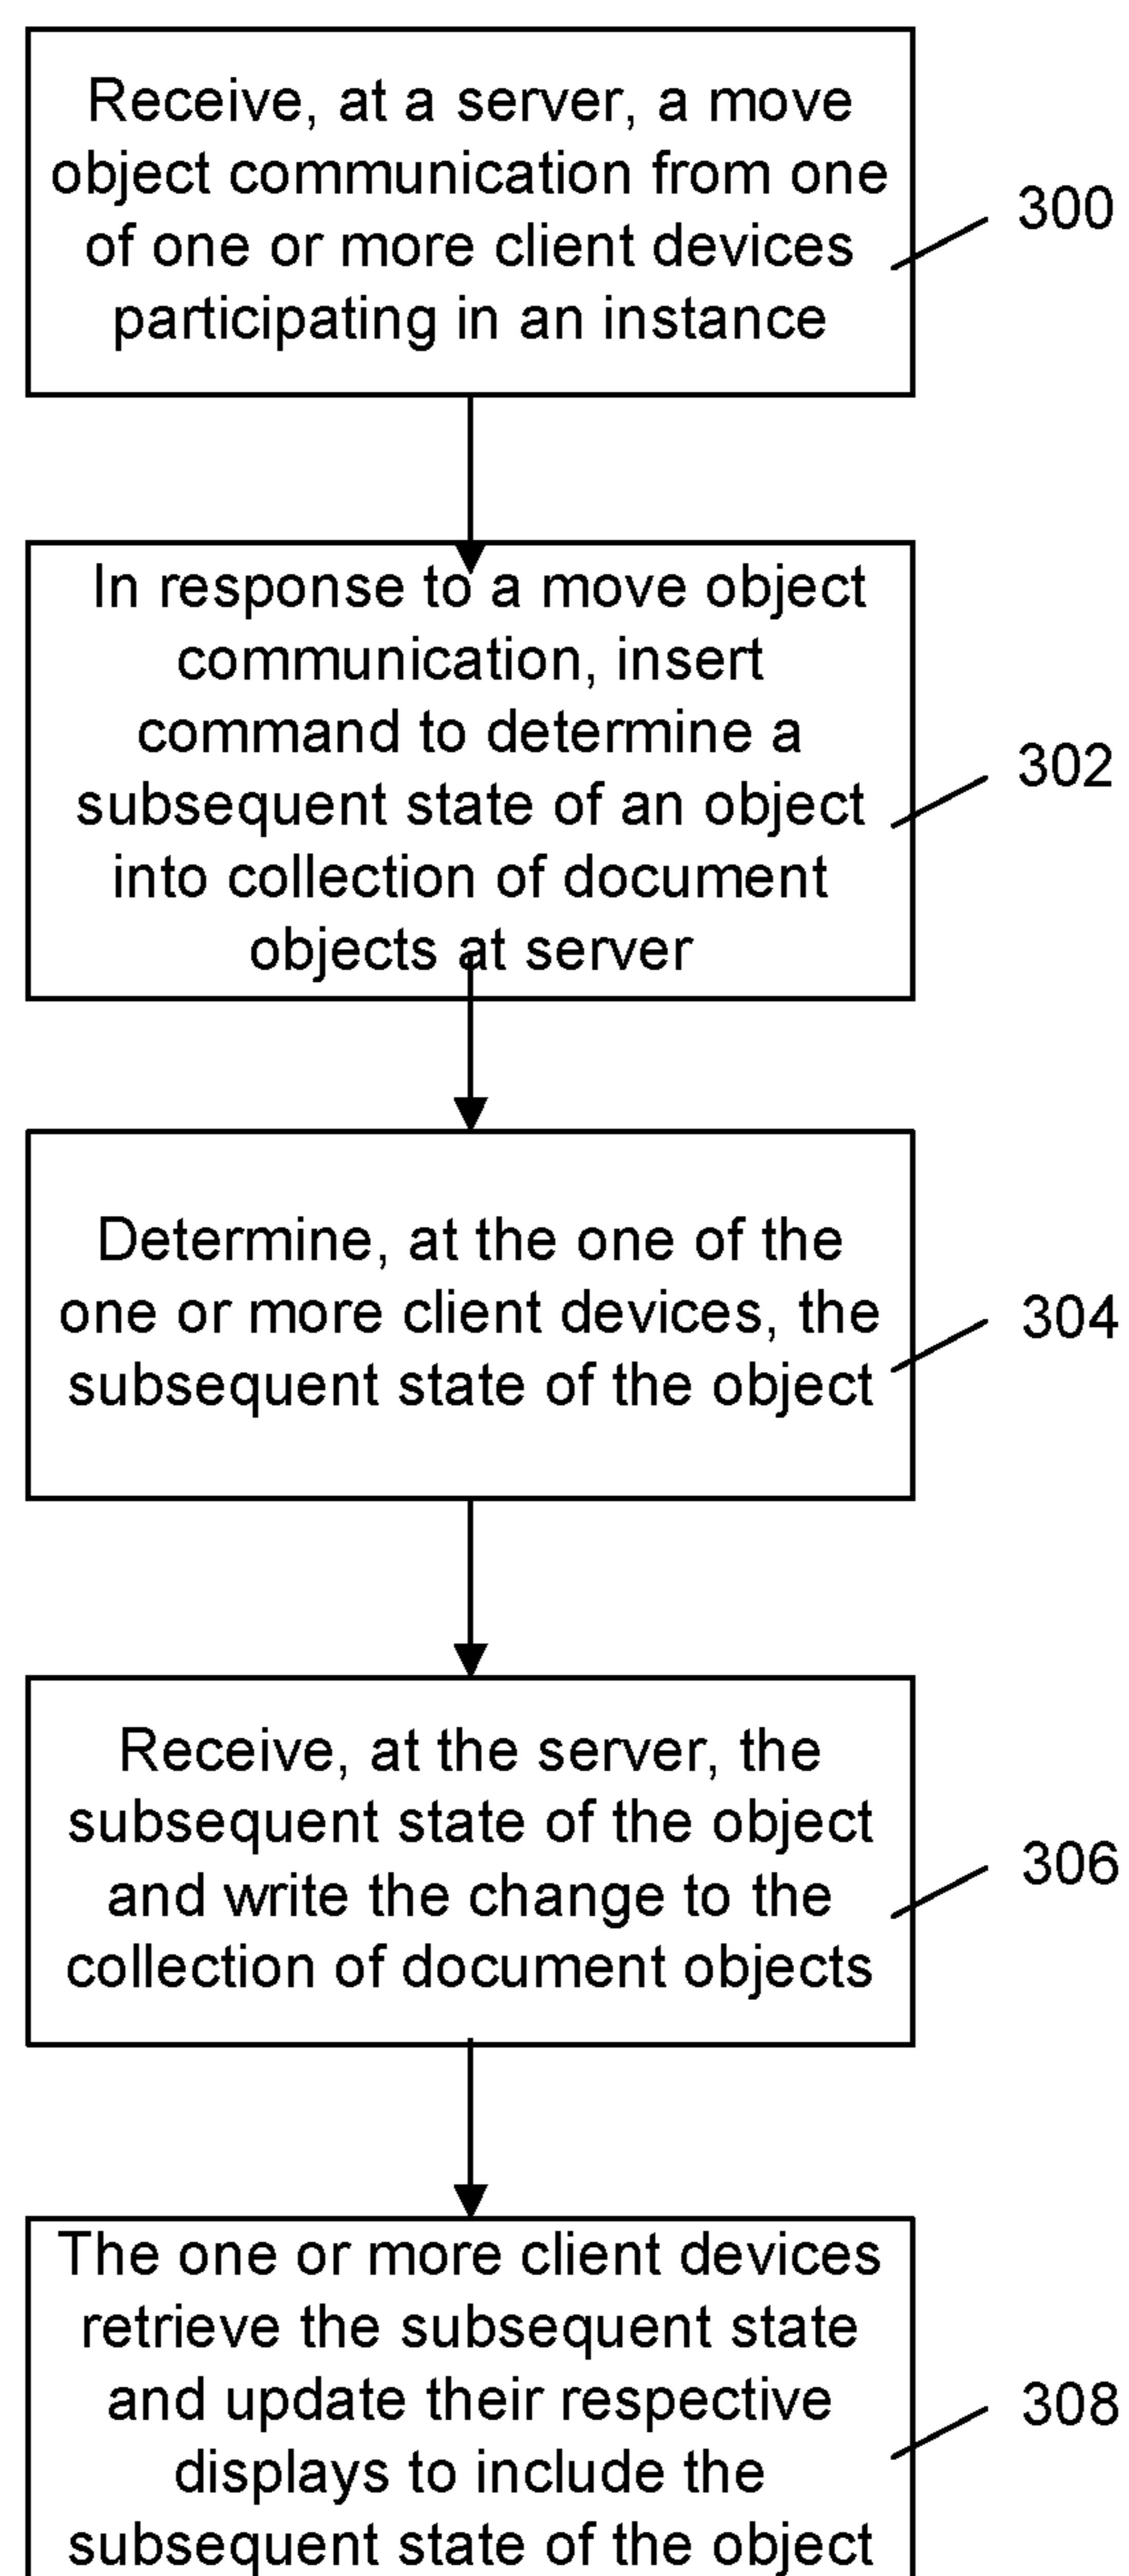 Receive, at a server, a move
object communication from one
of one or more client devices
participating in an instance
300
In response to a move object
communication, insert
command to determine a
subsequent state of an object
into collection of document
objects at server
302
Determine, at the one of the
one or more client devices, the
subsequent state of the object
304
Receive, at the server, the
subsequent state of the object
and write the change to the
collection of document objects
306
The one or more client devices
retrieve the subsequent state
and update their respective
displays to include the
subsequent state of the object
308